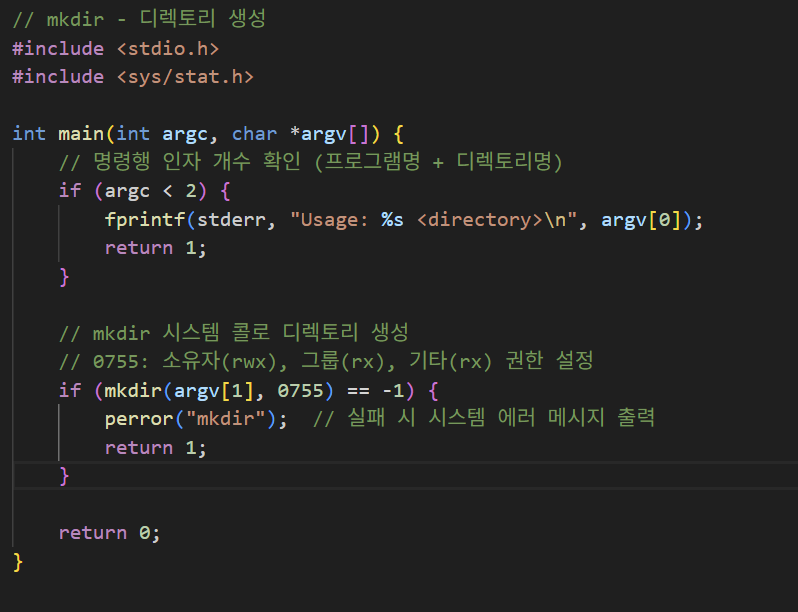 // mkdir - 디렉토리 생성
#include <stdio.h>
#include <sys/stat.h>
int main(int argc, char *argv[]) {
// 명령행 인자 개수 확인 (프로그램명 + 디렉토리명)
if (argc < 2) {
fprintf(stderr, "Usage: %s <directory>\n", argv[0]);
return 1;
}
// mkdir 시스템 콜로 디렉토리 생성
// 0755: 소유자(rwx), 그룹(rx), 기타(rx) 권한 설정
if (mkdir(argv[1], 0755) == -1) {
perror("mkdir");  // 실패 시 시스템 에러 메시지 출력
return 1;
}
return 0;
}